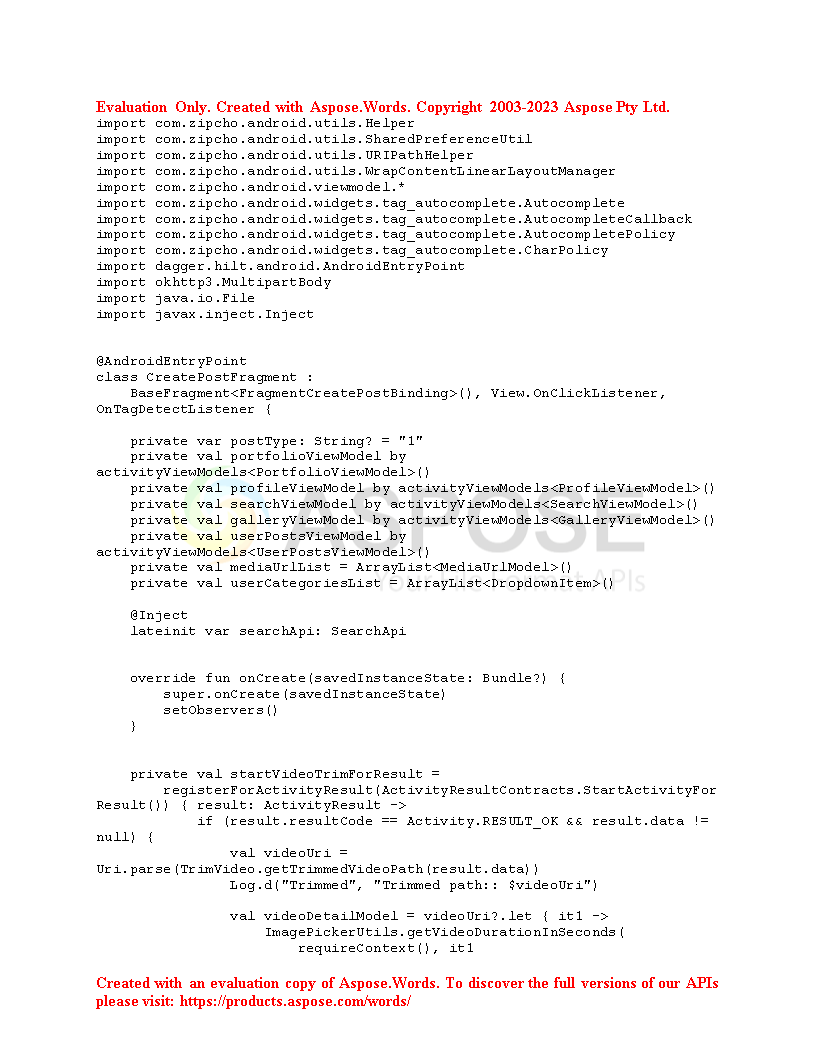 Evaluation Only. Created with Aspose.Words. Copyright 2003-2023 Aspose Pty Ltd.
import com.zipcho.android.utils.Helper
import com.zipcho.android.utils.SharedPreferenceUtil
import com.zipcho.android.utils.URIPathHelper
import com.zipcho.android.utils.WrapContentLinearLayoutManager
import com.zipcho.android.viewmodel.*
import com.zipcho.android.widgets.tag_autocomplete.Autocomplete
import com.zipcho.android.widgets.tag_autocomplete.AutocompleteCallback
import com.zipcho.android.widgets.tag_autocomplete.AutocompletePolicy
import com.zipcho.android.widgets.tag_autocomplete.CharPolicy
import dagger.hilt.android.AndroidEntryPoint
import okhttp3.MultipartBody
import java.io.File
import javax.inject.Inject
@AndroidEntryPoint
class CreatePostFragment :
    BaseFragment<FragmentCreatePostBinding>(), View.OnClickListener,
OnTagDetectListener {
    private var postType: String? = "1"
    private val portfolioViewModel by
activityViewModels<PortfolioViewModel>()
    private val profileViewModel by activityViewModels<ProfileViewModel>()
    private val searchViewModel by activityViewModels<SearchViewModel>()
    private val galleryViewModel by activityViewModels<GalleryViewModel>()
    private val userPostsViewModel by
activityViewModels<UserPostsViewModel>()
    private val mediaUrlList = ArrayList<MediaUrlModel>()
    private val userCategoriesList = ArrayList<DropdownItem>()
ASPOSE
APIs
    @Inject
    lateinit var searchApi: SearchApi
    override fun onCreate(savedInstanceState: Bundle?) {
        super.onCreate(savedInstanceState)
        setObservers()
    }
    private val startVideoTrimForResult =
        registerForActivityResult(ActivityResultContracts.StartActivityFor
Result()) { result: ActivityResult ->
            if (result.resultCode == Activity.RESULT_OK && result.data !=
null) {
                val videoUri =
Uri.parse(TrimVideo.getTrimmedVideoPath(result.data))
                Log.d("Trimmed", "Trimmed path:: $videoUri")
                val videoDetailModel = videoUri?.let { it1 ->
                    ImagePickerUtils.getVideoDurationInSeconds(
                        requireContext(), it1
Created with an evaluation copy of Aspose.Words. To discover the full versions of our APIs
please visit: https://products.aspose.com/words/